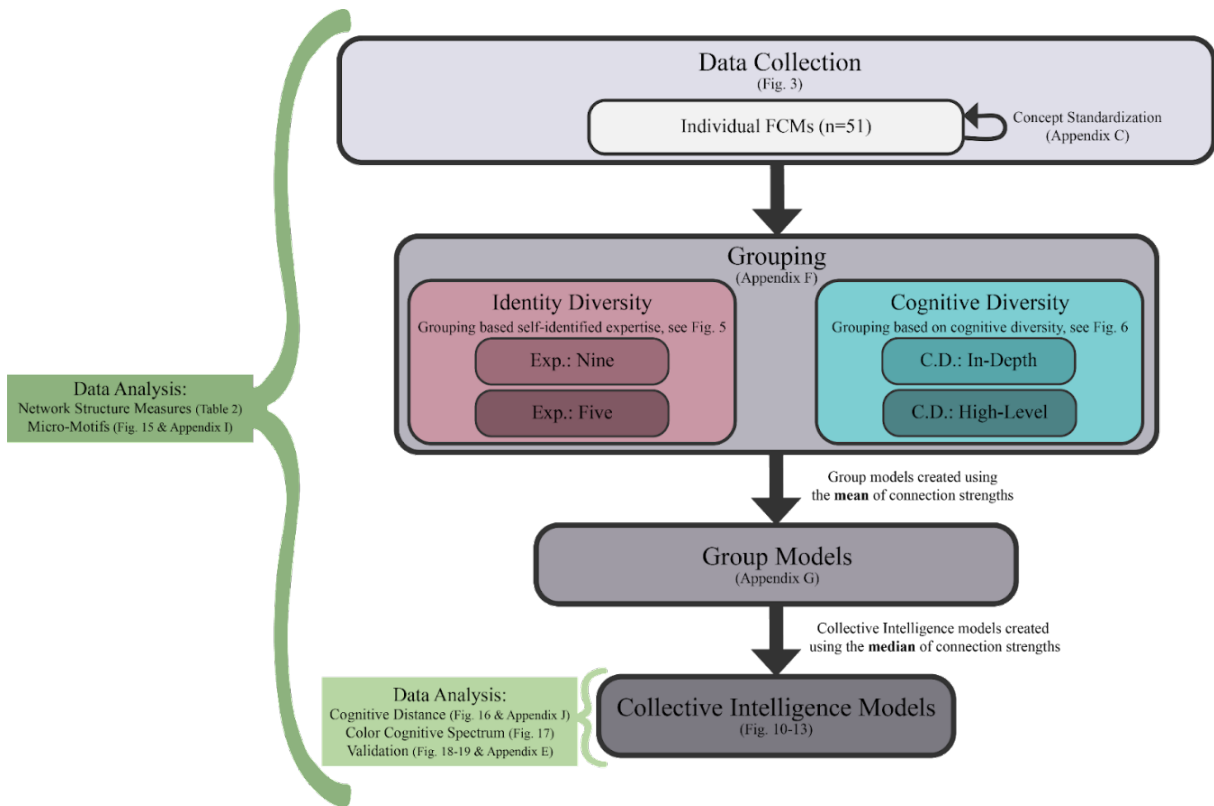 Data Collection
(Fig. 3)
Individual FCMs (n=51)
Concept Standardization
(Appendix C)
Grouping
(Appendix F)
Identity Diversity
Grouping based self-identified expertise, see Fig. 5
Exp.: Nine
Exp.: Five
Cognitive Diversity
Grouping based on cognitive diversity, see Fig. 6
C.D.: In-Depth
C.D.: High-Level
Data Analysis:
Network Structure Measures (Table 2)
Micro-Motifs (Fig. 15 & Appendix I)
Group models created using
the mean of connection strengths
Group Models
(Appendix G)
Collective Intelligence models created
using the median of connection strengths
Data Analysis:
Cognitive Distance (Fig. 16 & Appendix J)
Color Cognitive Spectrum (Fig. 17)
Validation (Fig. 18-19 & Appendix E)
Collective Intelligence Models
(Fig. 10-13)